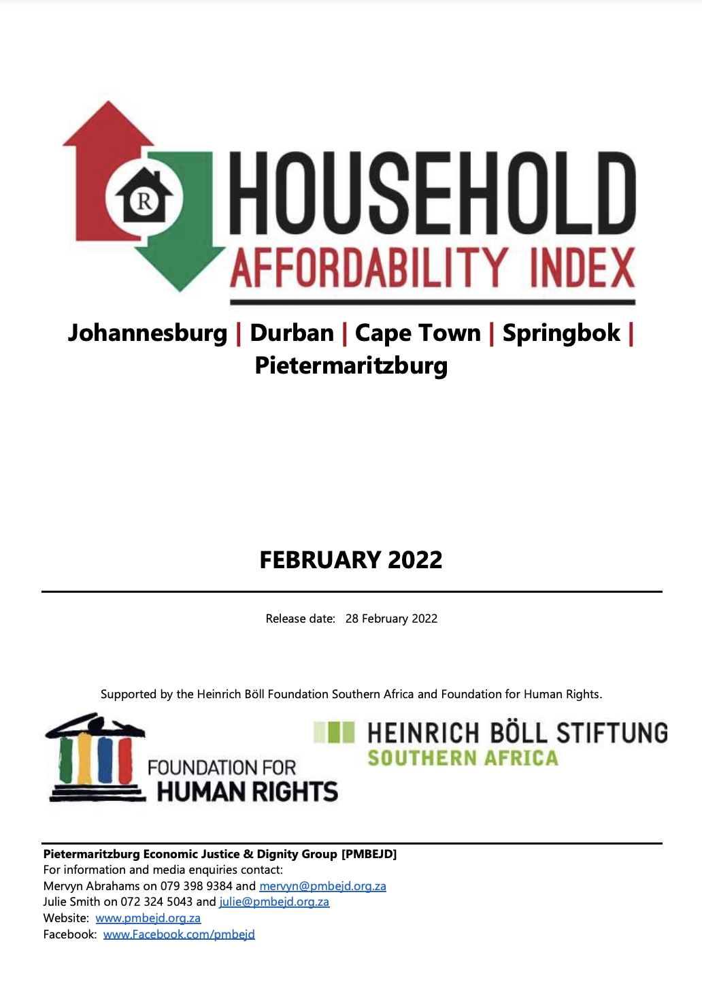 R
HOUSEHOLD
AFFORDABILITY INDEX
Johannesburg | Durban | Cape Town | Springbok |
Pietermaritzburg
FEBRUARY 2022
Release date: 28 February 2022
Supported by the Heinrich Böll Foundation Southern Africa and Foundation for Human Rights.
FOUNDATION FOR
HUMAN RIGHTS
HEINRICH BÖLL STIFTUNG
SOUTHERN AFRICA
Pietermaritzburg Economic Justice & Dignity Group [PMBEJD]
For information and media enquiries contact:
Mervyn Abrahams on 079 398 9384 and mervyn@pmbejd.org.za
Julie Smith on 072 324 5043 and julie@pmbejd.org.za
Website: www.pmbejd.org.za
Facebook: www.Facebook.com/pmbejd